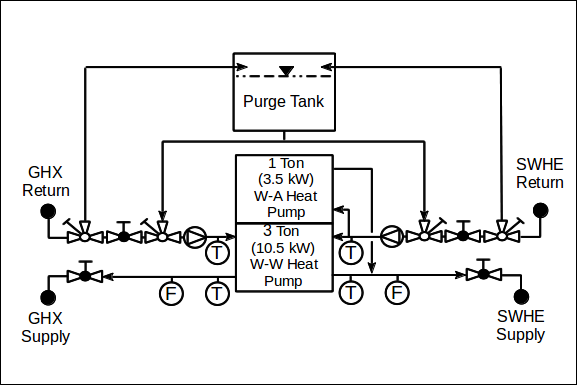 Purge Tank
GHX
Return
1 Ton
(3.5 kW)
W-A Heat
Pump
SWHE
Return
3 Ton
(10.5 kW)
W-W Heat
Pump
T
T
F
T
T
F
GHX
Supply
SWHE
Supply